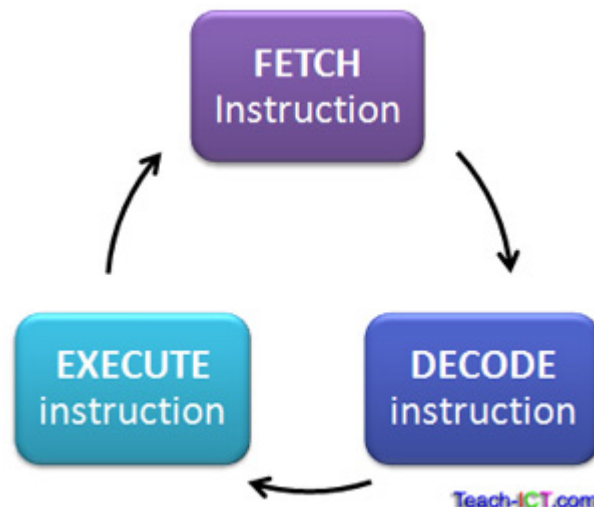 FETCH
Instruction
EXECUTE
instruction
DECODE
instruction
Teach-ICT.com